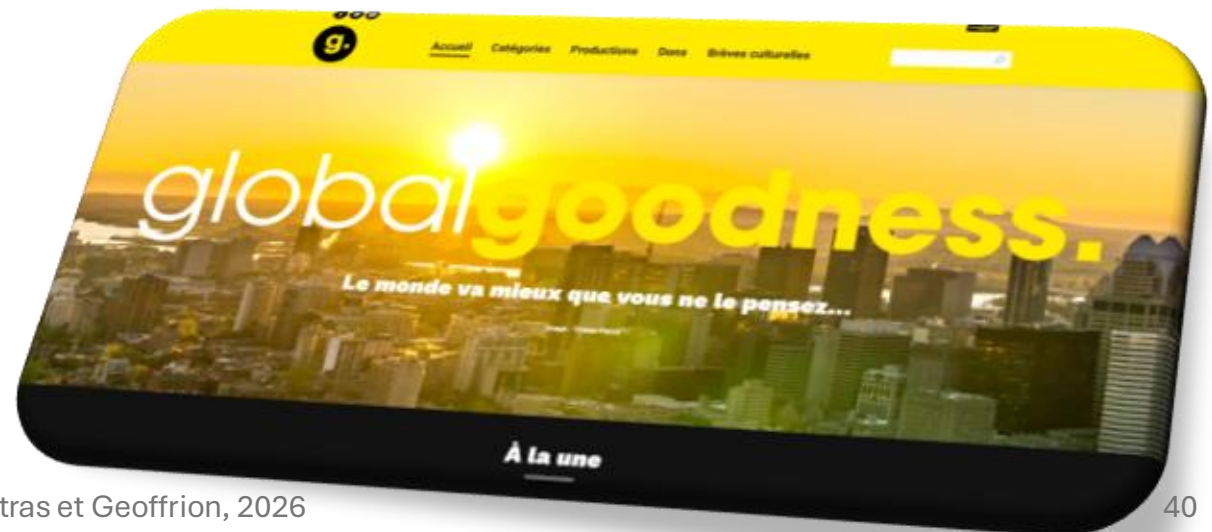 g.
Accueil Catégories Productions Dons Brèves culturelles
globalgoodness.
Le monde va mieux que vous ne le pensez...
À la une
tras et Geoffrion, 2026
40